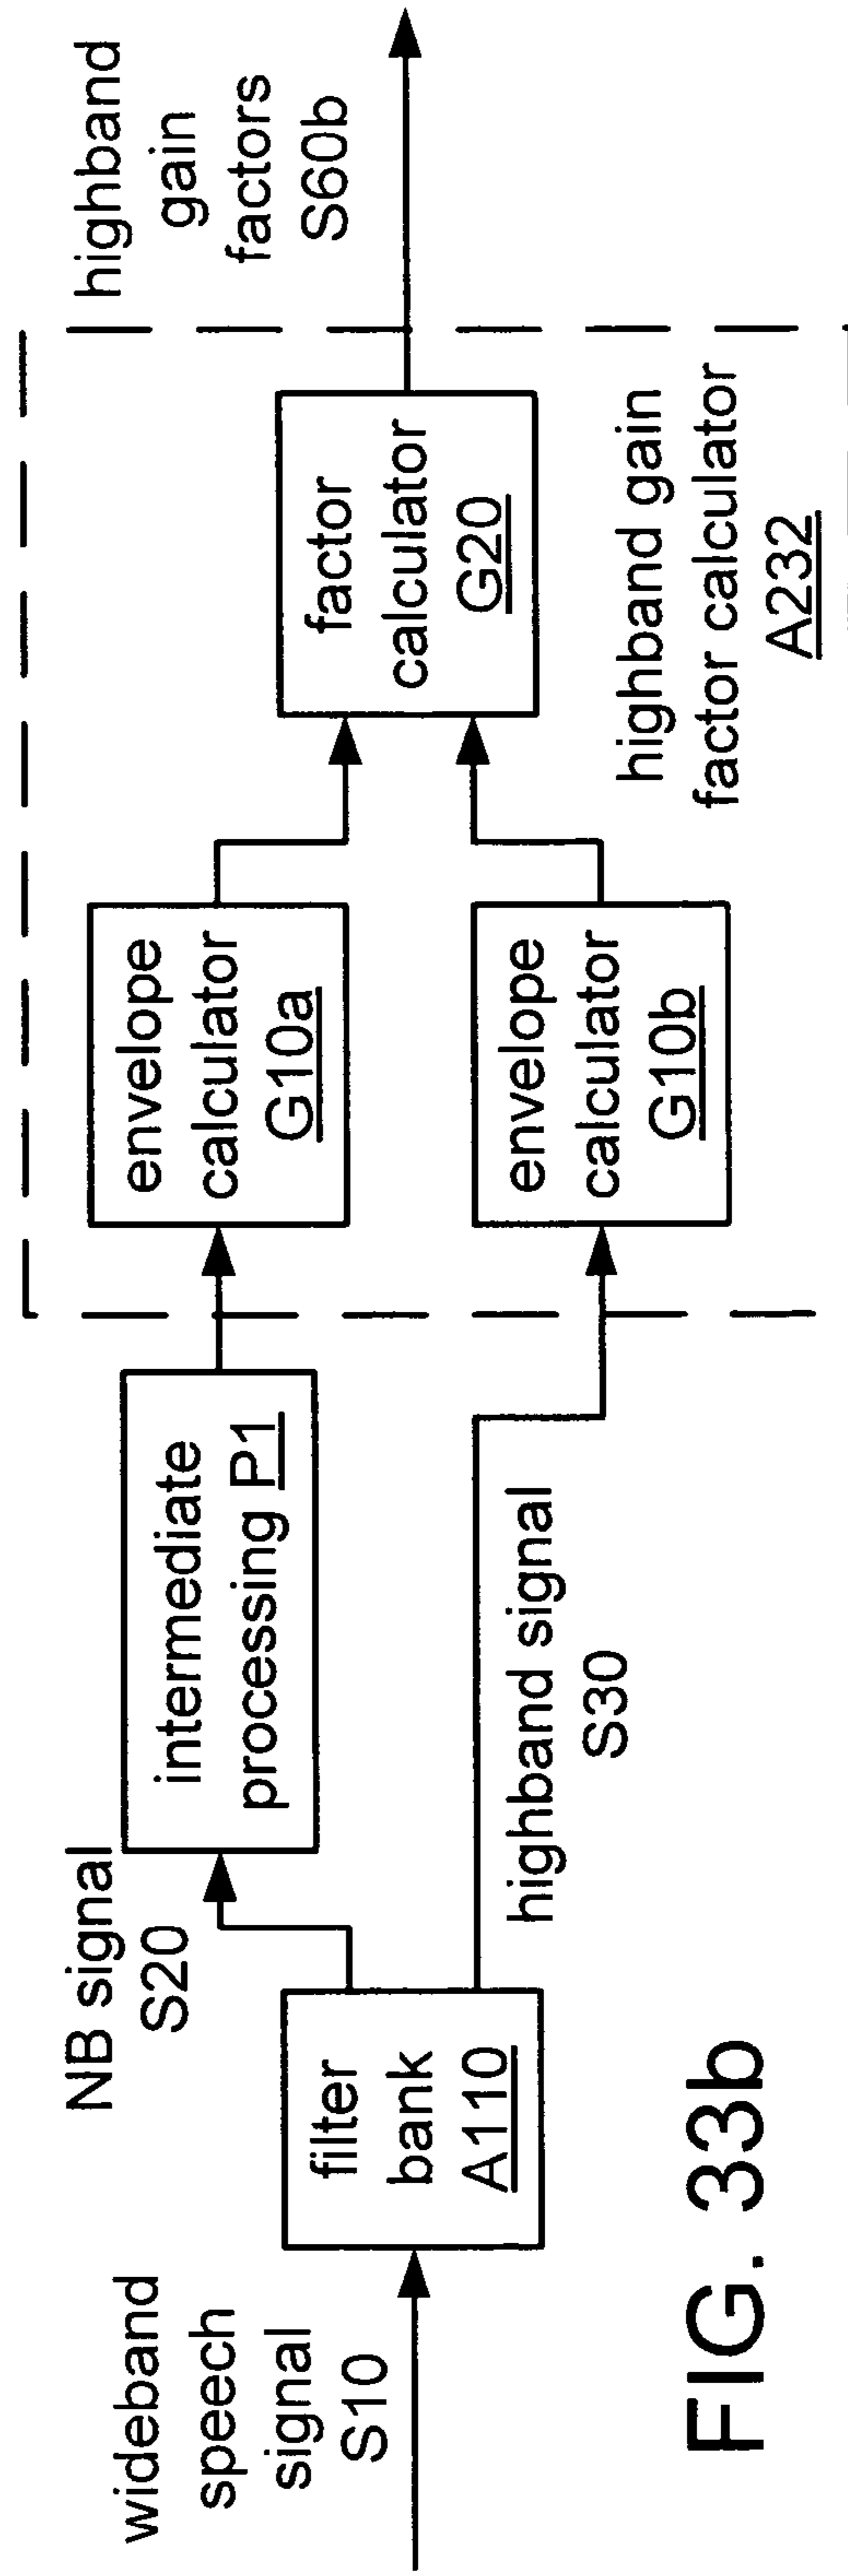 wideband
speech
signal
S10
filter
bank
A110
NB signal
S20
intermediate
processing P1
highband signal
S30
envelope
calculator
G10a
envelope
calculator
G10b
factor
calculator
G20
highband gain
factor calculator
A232
highband
gain
factors
S60b
FIG. 33b